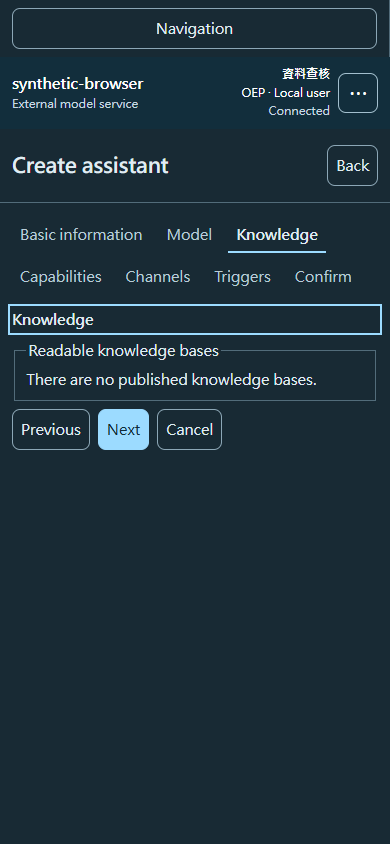 Navigation
synthetic-browser
External model service
資料查核
OEP · Local user
Connected
···
Create assistant
Back
Basic information
Model
Knowledge
Capabilities
Channels
Triggers
Confirm
Knowledge
Readable knowledge bases
There are no published knowledge bases.
Previous
Next
Cancel